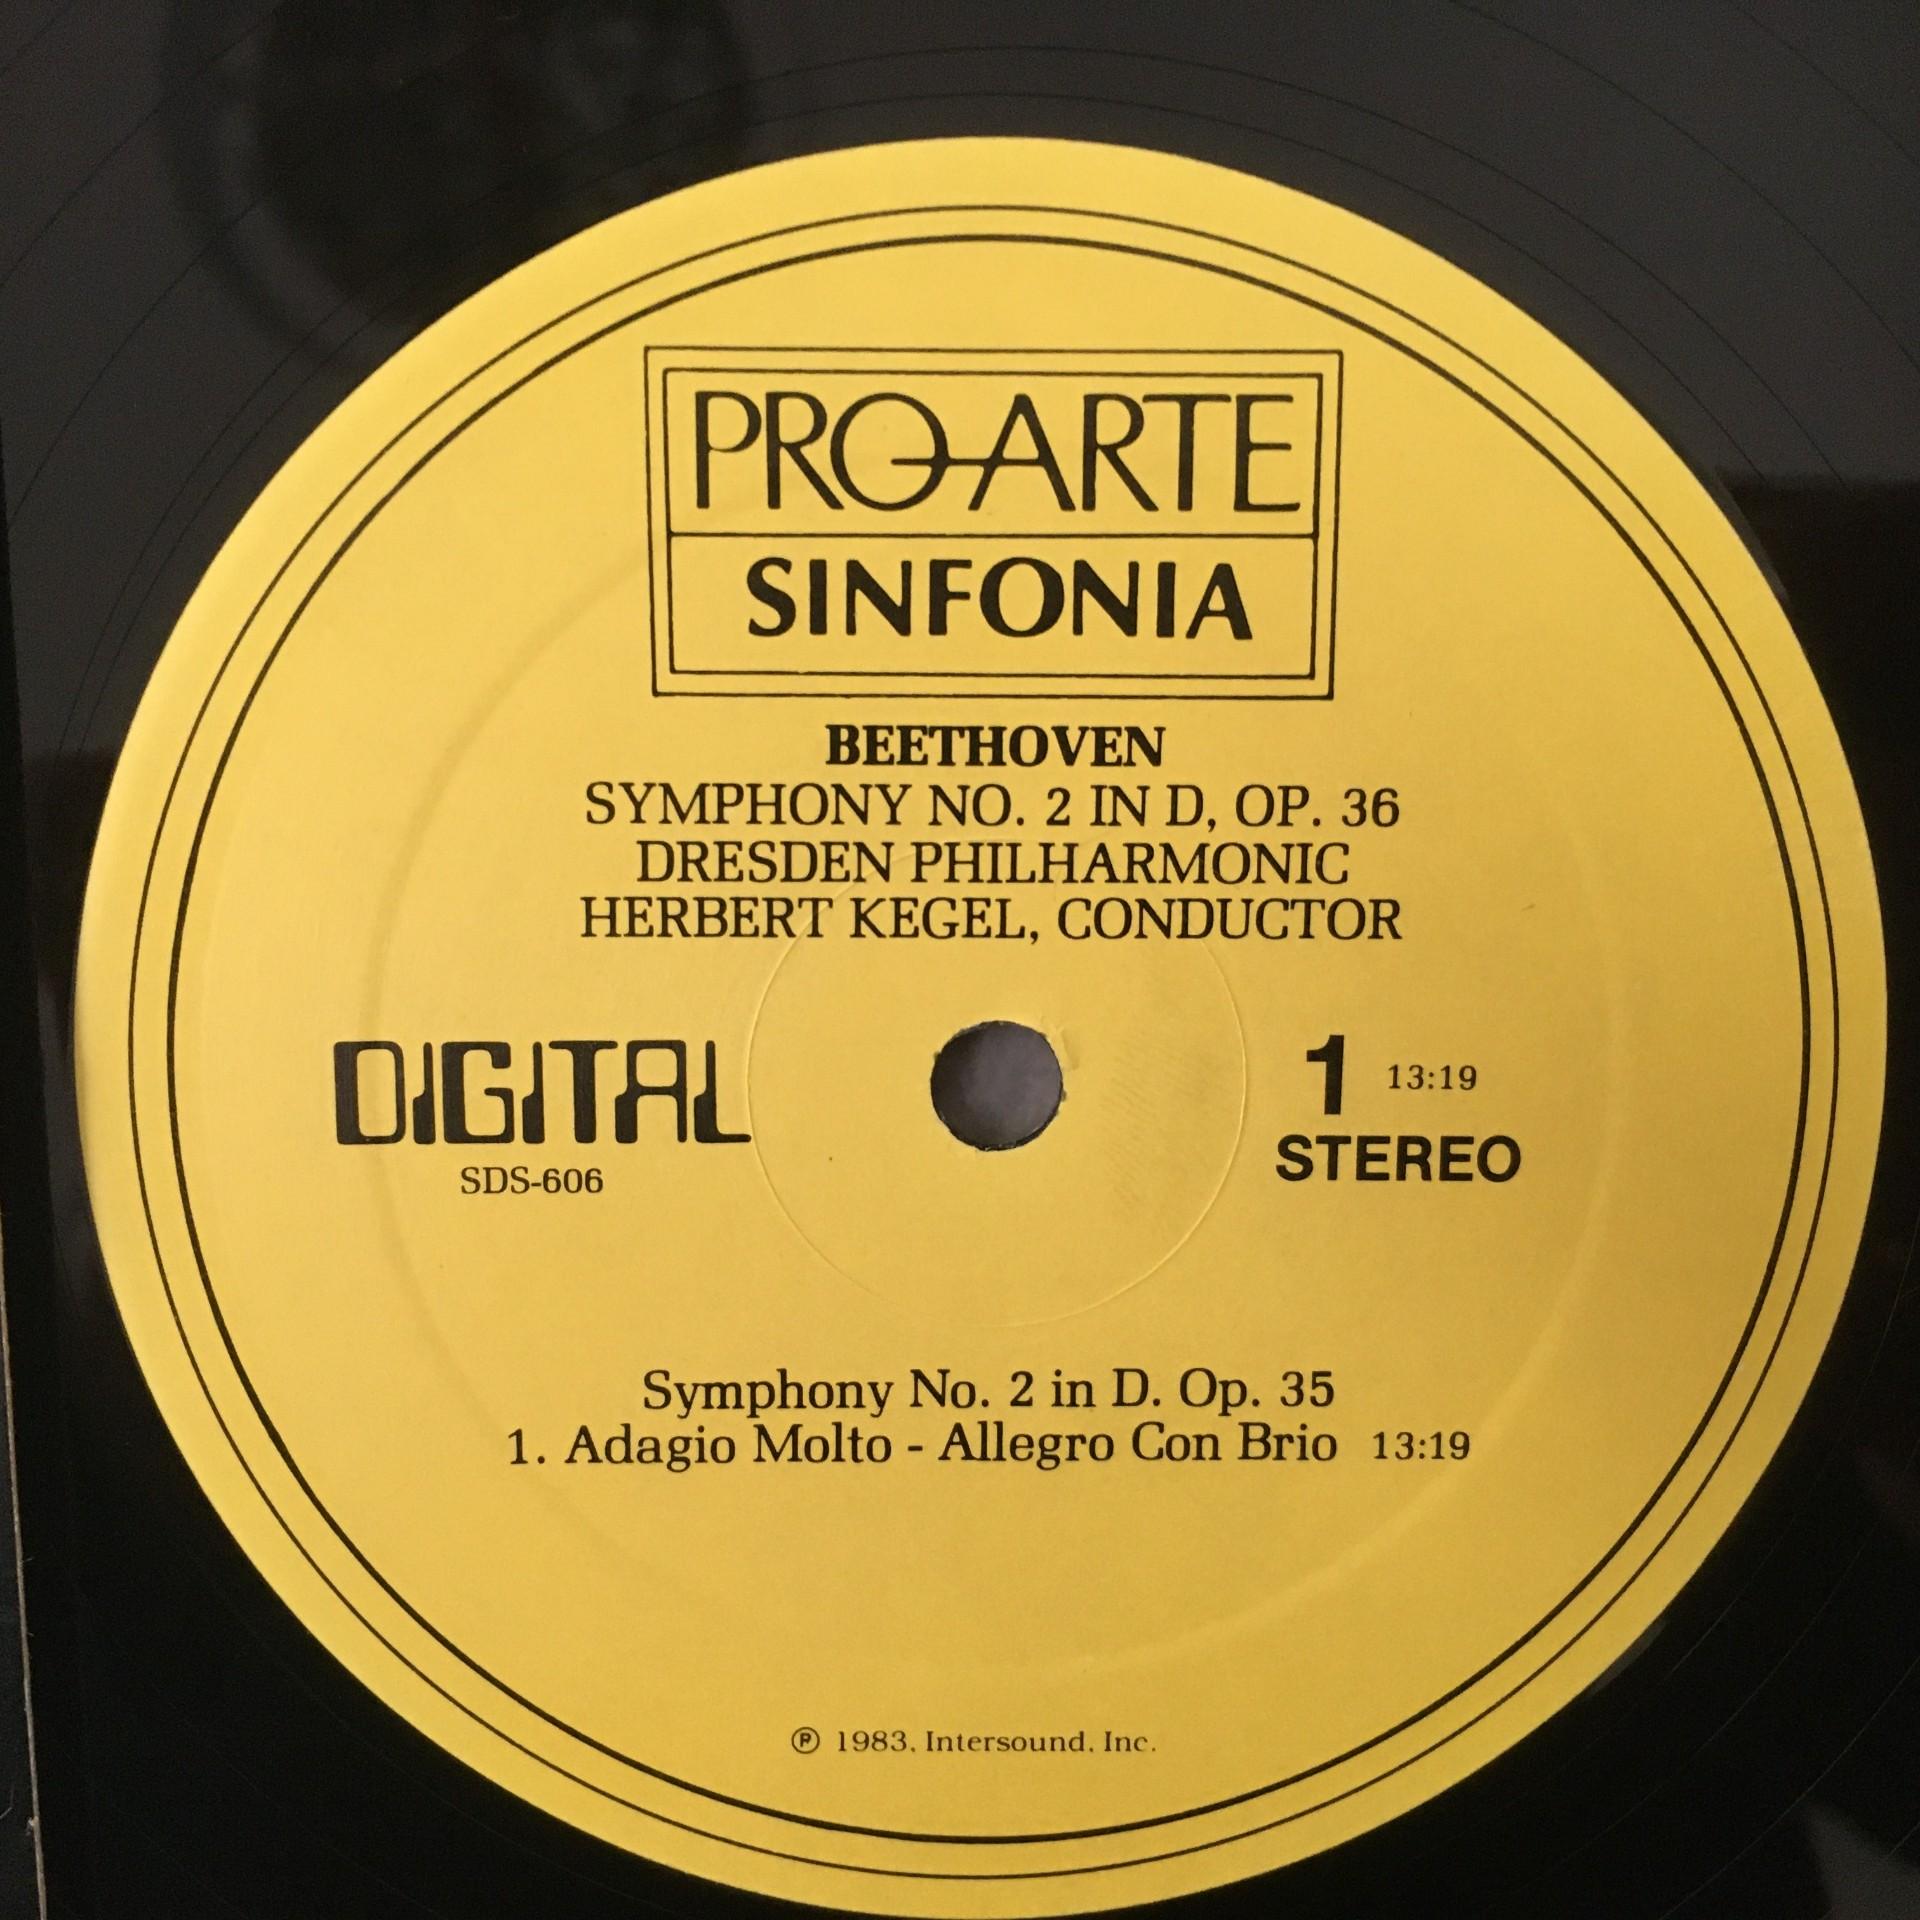 PRO ARTE
SINFONIA
BEETHOVEN
SYMPHONY NO. 2 IN D, OP. 36
DRESDEN PHILHARMONIC
HERBERT KEGEL, CONDUCTOR
DIGITAL
SDS-606
1 13:19
STEREO
Symphony No. 2 in D. Op. 35
1. Adagio Molto - Allegro Con Brio 13:19
℗ 1983, Intersound, Inc.